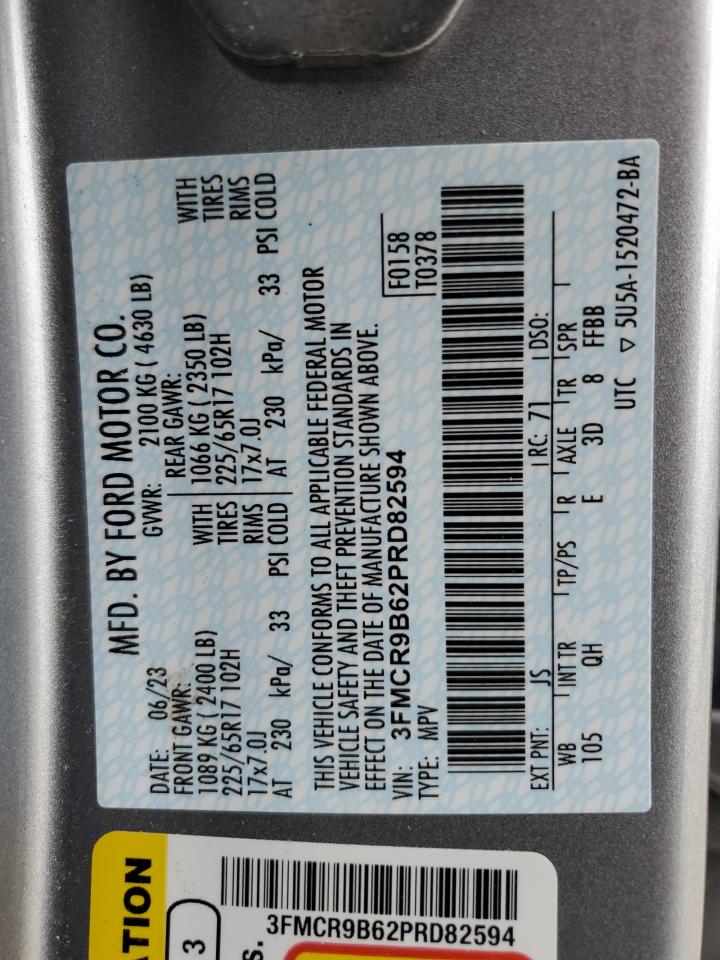 MFD. BY FORD MOTOR CO.
DATE: 06/23 GVWR: 2100 KG ( 4630 LB)
FRONT GAWR: REAR GAWR:
1089 KG ( 2400 LB) WITH 1066 KG ( 2350 LB) WITH
225/65R17 102H TIRES 225/65R17 102H TIRES
17x7.0J RIMS 17x7.0J RIMS
AT 230 kPa/ 33 PSI COLD AT 230 kPa/ 33 PSI COLD
THIS VEHICLE CONFORMS TO ALL APPLICABLE FEDERAL MOTOR
VEHICLE SAFETY AND THEFT PREVENTION STANDARDS IN
EFFECT ON THE DATE OF MANUFACTURE SHOWN ABOVE.
VIN: 3FMCR9B62PRD82594 F0158
TYPE: MPV T0378
EXT PNT: JS RC: 71 DSO:
WB INT TR TP/PS R AXLE TR SPR
105 QH E 3D 8 FFBB
UTC ▽ 5U5A-1520472-BA
ATION
3
S.
3FMCR9B62PRD82594